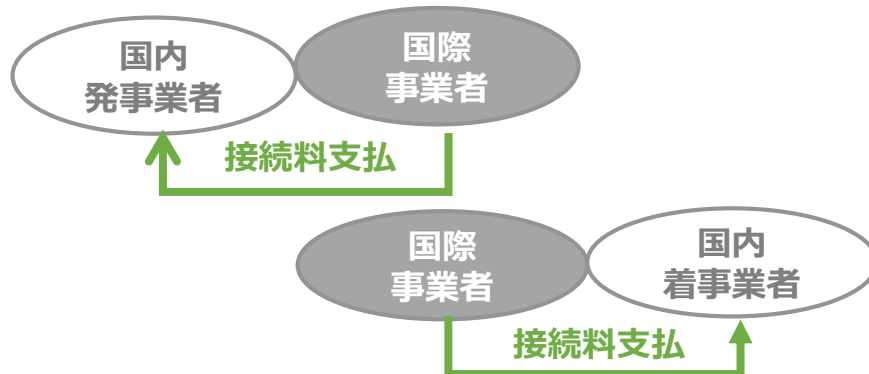 国内
発事業者
国際
事業者
接続料支払
国際
事業者
国内
着事業者
接続料支払